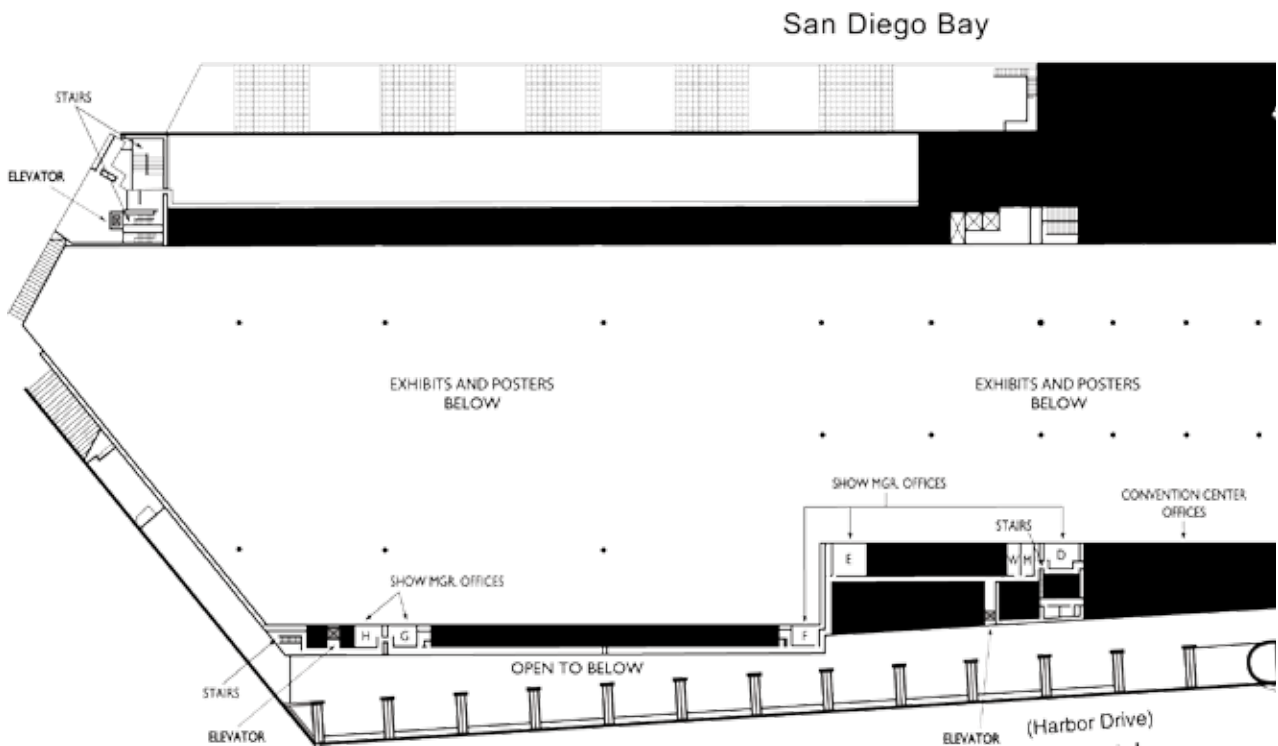 San Diego Bay
STAIRS
ELEVATOR
EXHIBITS AND POSTERS
BELOW
EXHIBITS AND POSTERS
BELOW
SHOW MGR. OFFICES
CONVENTION CENTER
OFFICES
STAIRS
E
W M
D
SHOW MGR. OFFICES
H
G
F
OPEN TO BELOW
STAIRS
ELEVATOR
(Harbor Drive)
ELEVATOR